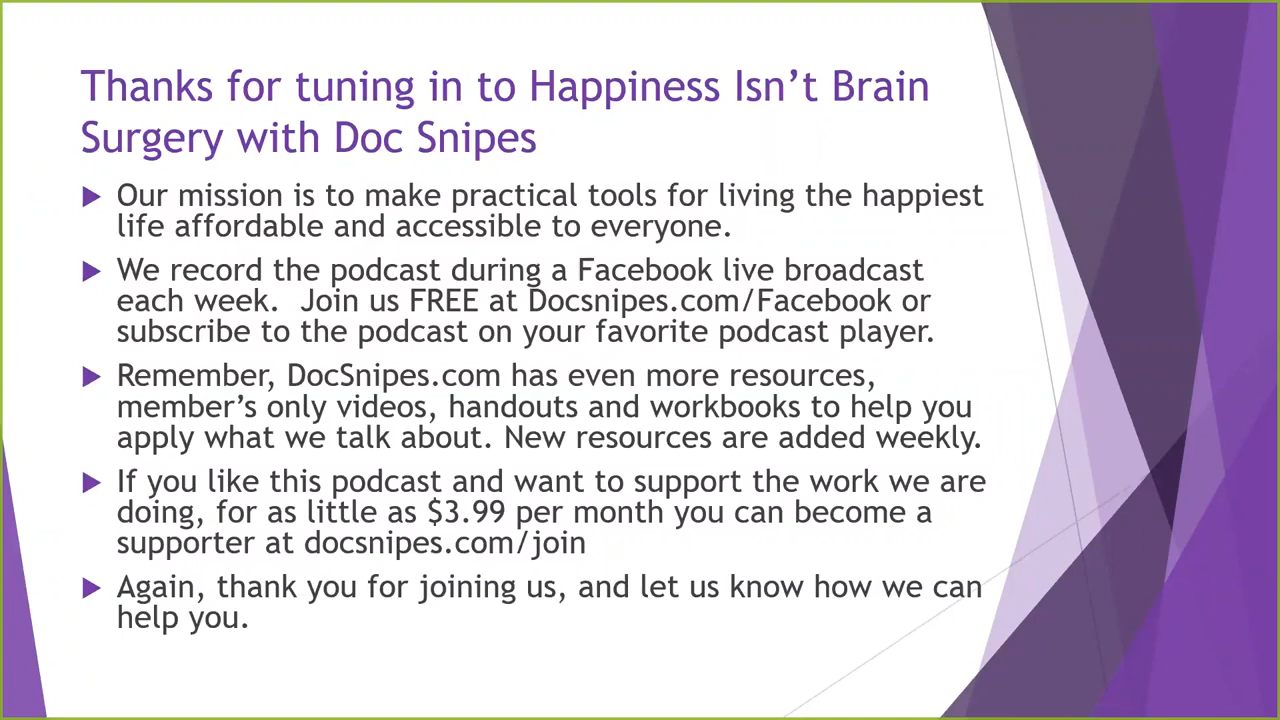 Thanks for tuning in to Happiness Isn’t Brain
Surgery with Doc Snipes
Our mission is to make practical tools for living the happiest
life affordable and accessible to everyone.
We record the podcast during a Facebook live broadcast
each week.  Join us FREE at Docsnipes.com/Facebook or
subscribe to the podcast on your favorite podcast player.
Remember, DocSnipes.com has even more resources,
member’s only videos, handouts and workbooks to help you
apply what we talk about. New resources are added weekly.
If you like this podcast and want to support the work we are
doing, for as little as $3.99 per month you can become a
supporter at docsnipes.com/join
Again, thank you for joining us, and let us know how we can
help you.